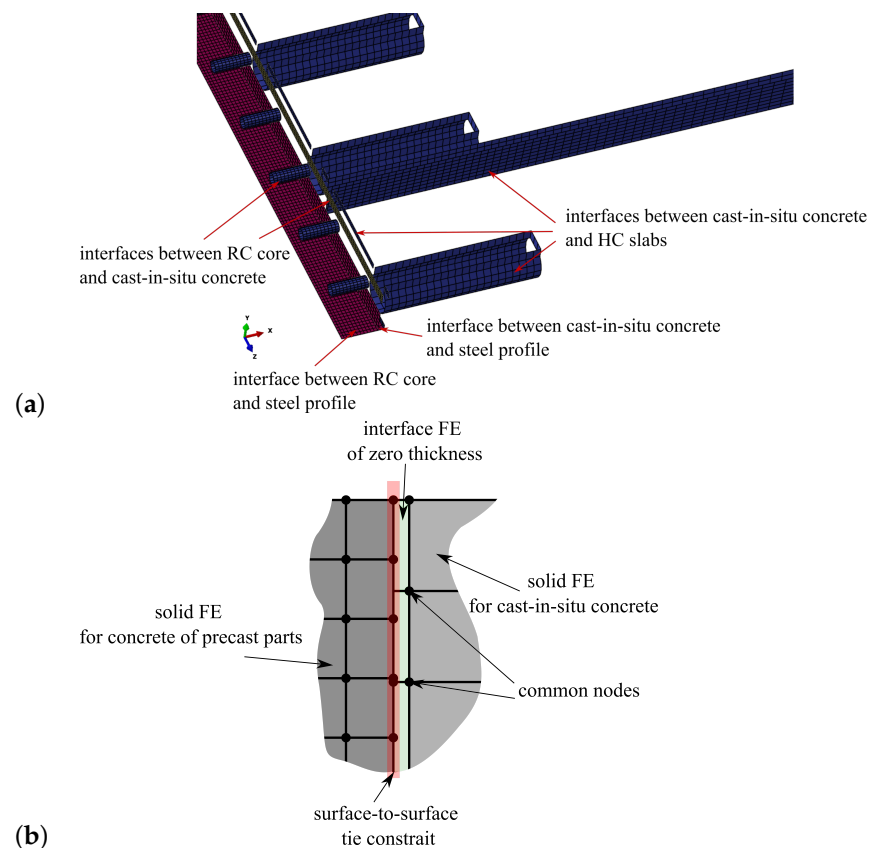 interfaces between cast-in-situ concrete
and HC slabs
interfaces between RC core
and cast-in-situ concrete
Y
X
Z
interface between cast-in-situ concrete
and steel profile
interface between RC core
and steel profile
(a)
interface FE
of zero thickness
solid FE
for cast-in-situ concrete
solid FE
for concrete of precast parts
common nodes
surface-to-surface
tie constrait
(b)